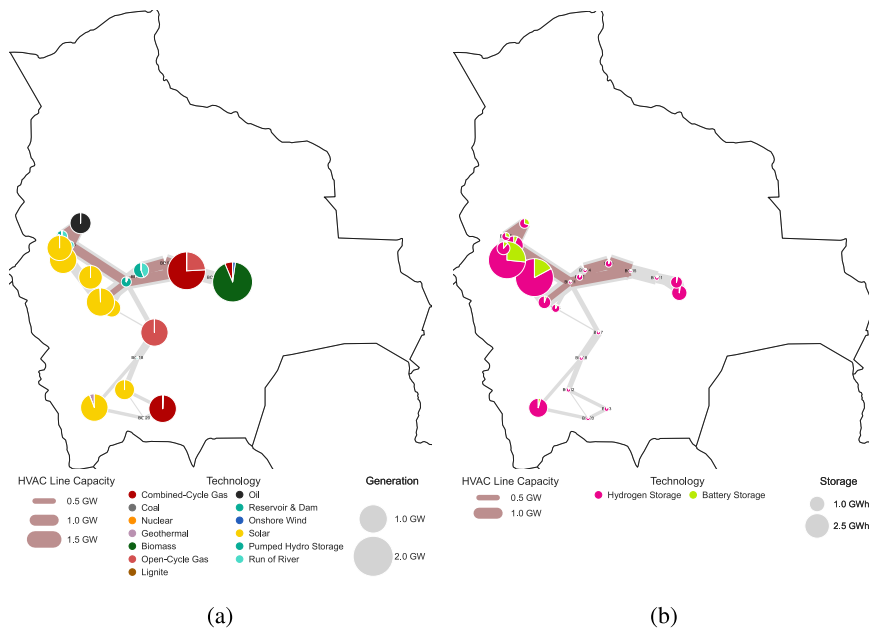 HVAC Line Capacity
0.5 GW
1.0 GW
1.5 GW
Technology
Combined-Cycle Gas
Coal
Nuclear
Geothermal
Biomass
Open-Cycle Gas
Lignite
Oil
Reservoir & Dam
Onshore Wind
Solar
Pumped Hydro Storage
Run of River
Generation
1.0 GW
2.0 GW
(a)
HVAC Line Capacity
0.5 GW
1.0 GW
Technology
Hydrogen Storage
Battery Storage
Storage
1.0 GWh
2.5 GWh
(b)